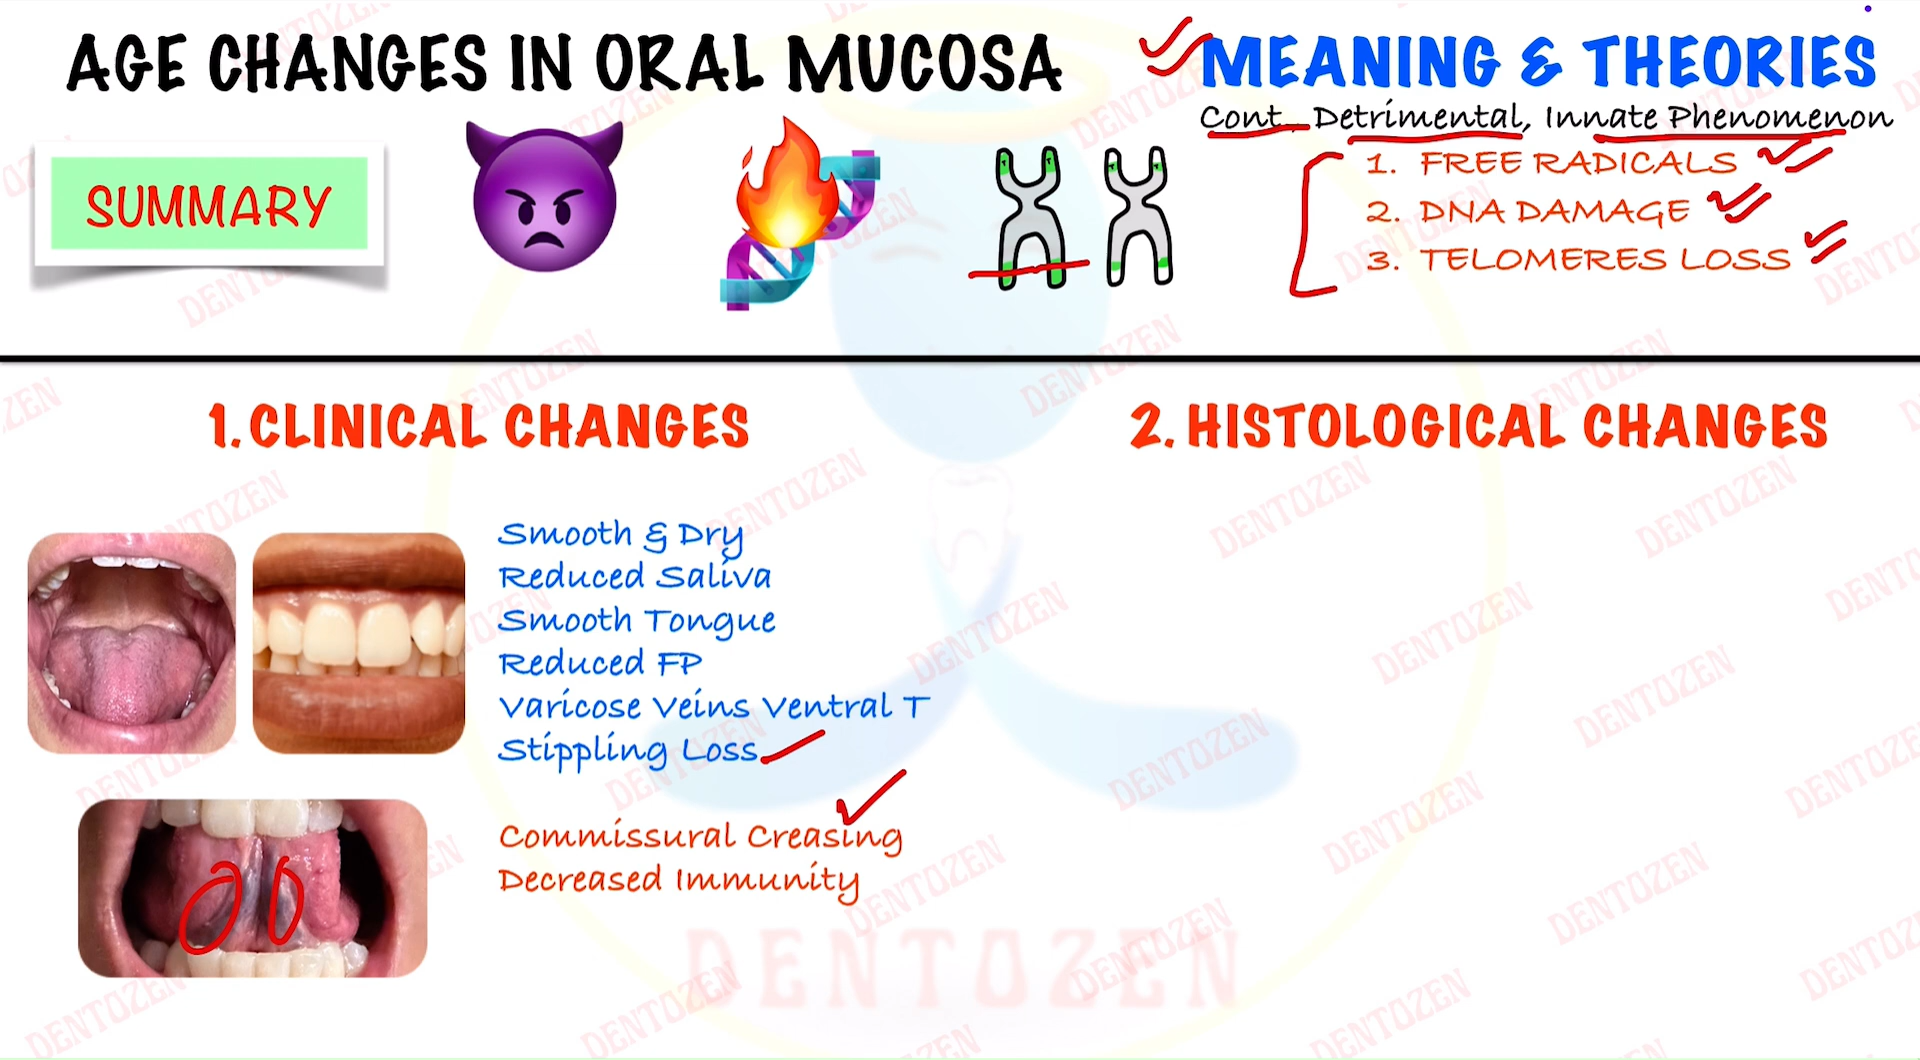 AGE CHANGES IN ORAL MUCOSA
MEANING & THEORIES
Cont., Detrimental, Innate Phenomenon
1. FREE RADICALS
2. DNA DAMAGE
3. TELOMERES LOSS
SUMMARY
1. CLINICAL CHANGES
Smooth & Dry
Reduced Saliva
Smooth Tongue
Reduced FP
Varicose Veins Ventral T
Stippling Loss
Commissural Creasing
Decreased Immunity
2. HISTOLOGICAL CHANGES
DENTOZEN